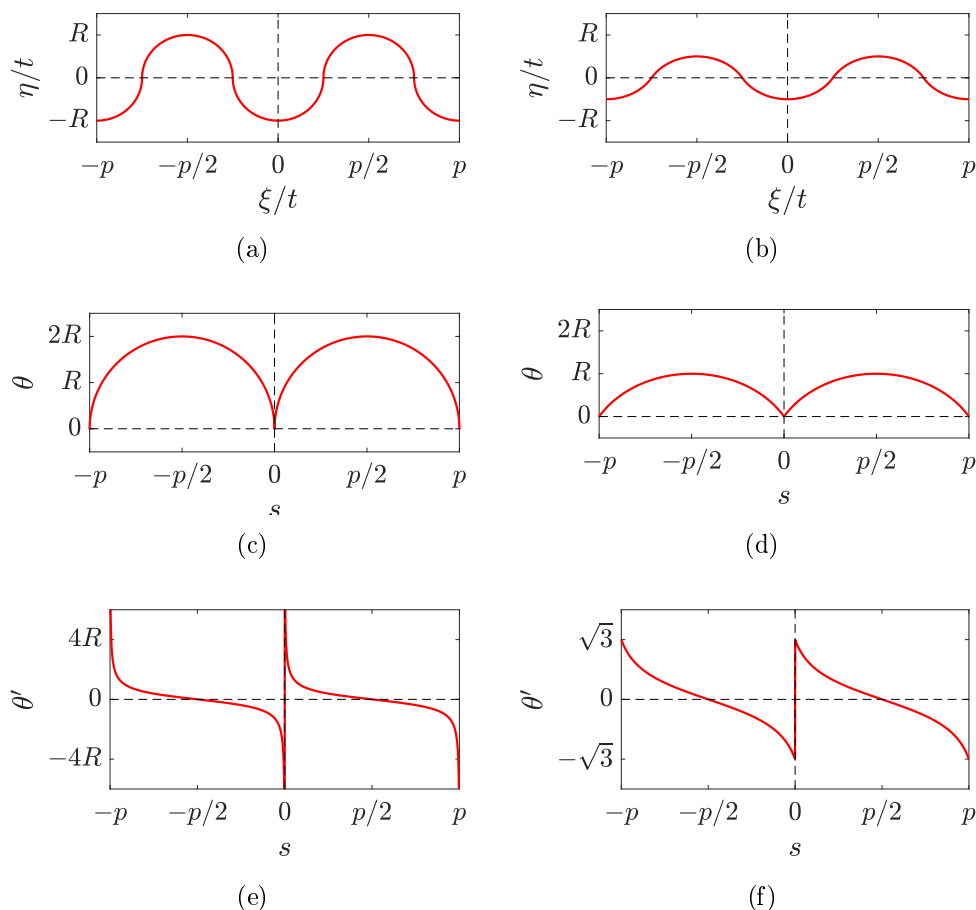 η/t
R
0
−R
−p
−p/2
0
p/2
p
ξ/t
(a)
η/t
R
0
−R
−p
−p/2
0
p/2
p
ξ/t
(b)
θ
2R
R
0
−p
−p/2
0
p/2
p
s
(c)
θ
2R
R
0
−p
−p/2
0
p/2
p
s
(d)
θ′
4R
0
−4R
−p
−p/2
0
p/2
p
s
(e)
θ′
√3
0
−√3
−p
−p/2
0
p/2
p
s
(f)